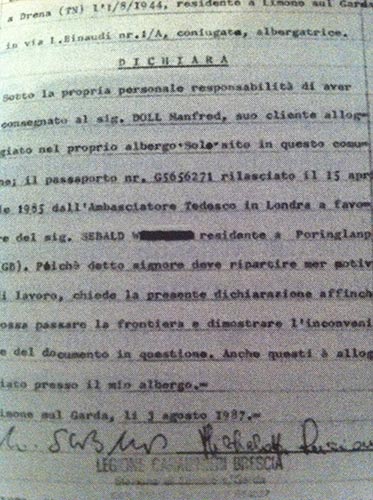 a Drena (TN) l'1/8/1944, residente a Limone sul Garda
in via L.Einaudi nr.1/A, coniugata, albergatrice.
D I C H I A R A
Sotto la propria personale responsabilità di aver
consegnato al sig. DOLL Manfred, suo cliente allog=
giato nel proprio albergo Sole sito in questo comu
ne; il passaporto nr. G5656271 rilasciato il 15 apri
le 1985 dall'Ambasciatore Tedesco in Londra a favo=
re del sig. SEBALD W residente a Poringlanp
GB). Poichè detto signore deve ripartire mer motiv
i lavoro, chiede la presente dichiarazione affinch
ossa passare la frontiera e dimostrare l'inconveni
e del documento in questione. Anche questi è allog
iato presso il mio albergo.=
imone sul Garda, li 3 agosto 1987.=
LEGIONE CARABINIERI BRESCIA